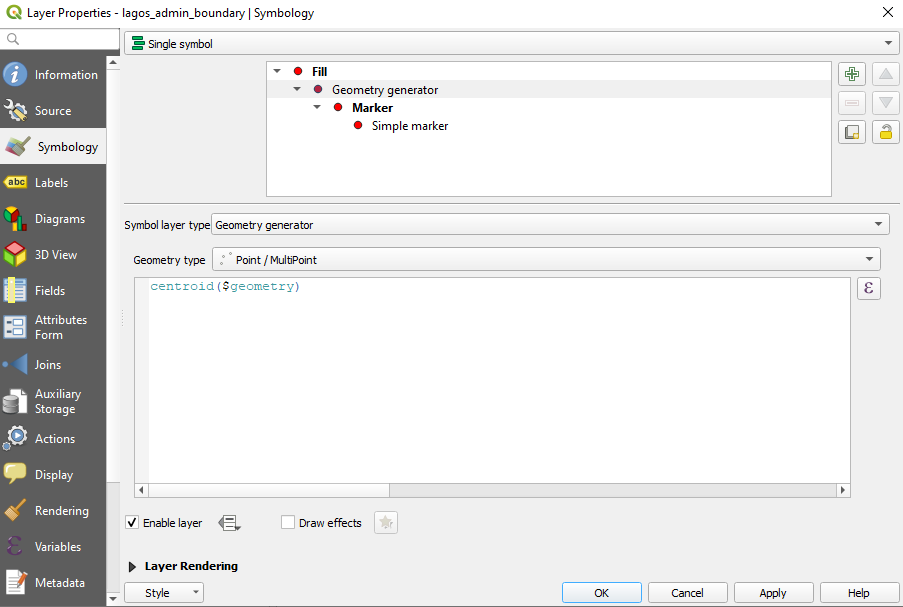 Layer Properties - lagos_admin_boundary | Symbology
Single symbol
Information
Source
Symbology
Labels
Diagrams
3D View
Fields
Attributes
Form
Joins
Auxiliary
Storage
Actions
Display
Rendering
Variables
Metadata
Fill
Geometry generator
Marker
Simple marker
Symbol layer type
Geometry generator
Geometry type
Point / MultiPoint
centroid($geometry)
ε
Enable layer
Draw effects
Layer Rendering
Style
OK
Cancel
Apply
Help
abc